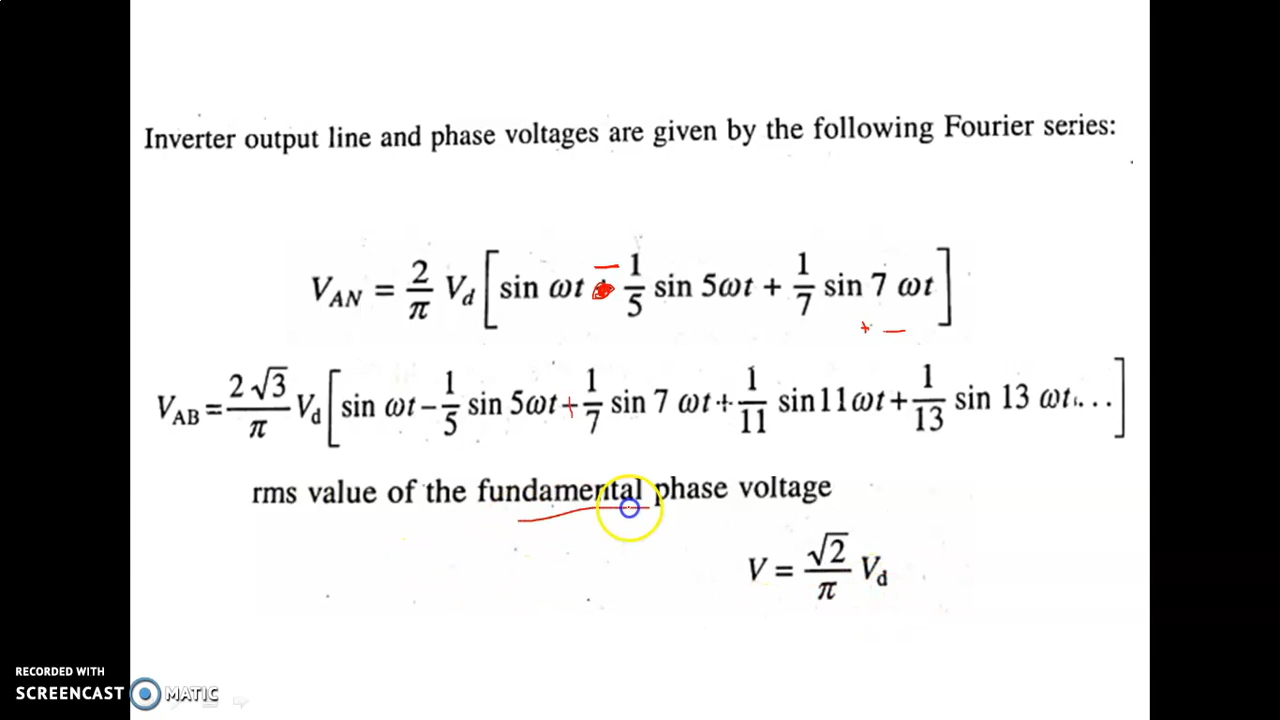 Inverter output line and phase voltages are given by the following Fourier series:
V_AN = 2/π V_d [ sin ωt − 1/5 sin 5ωt + 1/7 sin 7 ωt ]
+ −
V_AB = 2√3/π V_d [ sin ωt − 1/5 sin 5ωt + 1/7 sin 7 ωt + 1/11 sin11ωt + 1/13 sin 13 ωt... ]
rms value of the fundamental phase voltage
V = √2/π V_d
RECORDED WITH
SCREENCAST MATIC